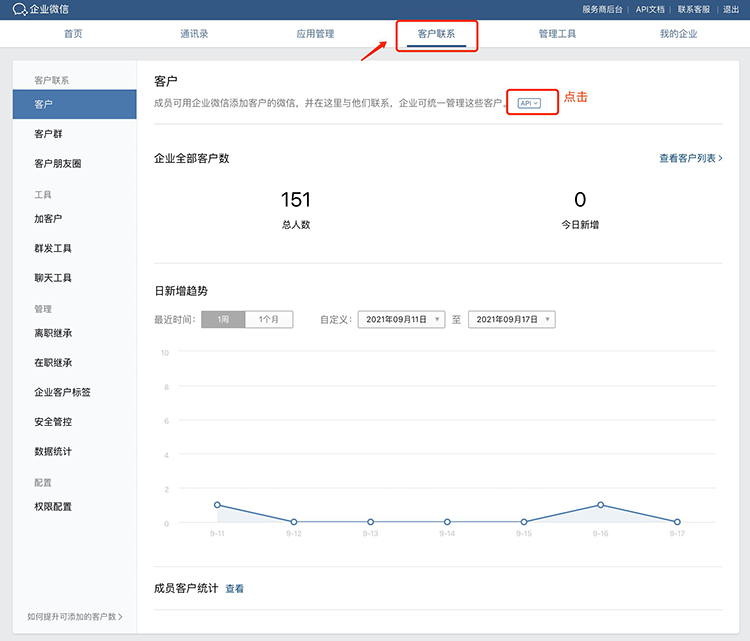 企业微信
服务商后台 | API文档 | 联系客服 | 退出
首页 通讯录 应用管理 客户联系 管理工具 我的企业
客户联系
客户
客户群
客户朋友圈
工具
加客户
群发工具
聊天工具
管理
离职继承
在职继承
企业客户标签
安全管控
数据统计
配置
权限配置
如何提升可添加的客户数 >
客户
成员可用企业微信添加客户的微信，并在这里与他们联系，企业可统一管理这些客户。 API 点击
企业全部客户数 查看客户列表 >
151 0
总人数 今日新增
日新增趋势
最近时间： 1周 1个月 自定义： 2021年09月11日 至 2021年09月17日
10
8
6
4
2
0
9-11 9-12 9-13 9-14 9-15 9-16 9-17
成员客户统计 查看